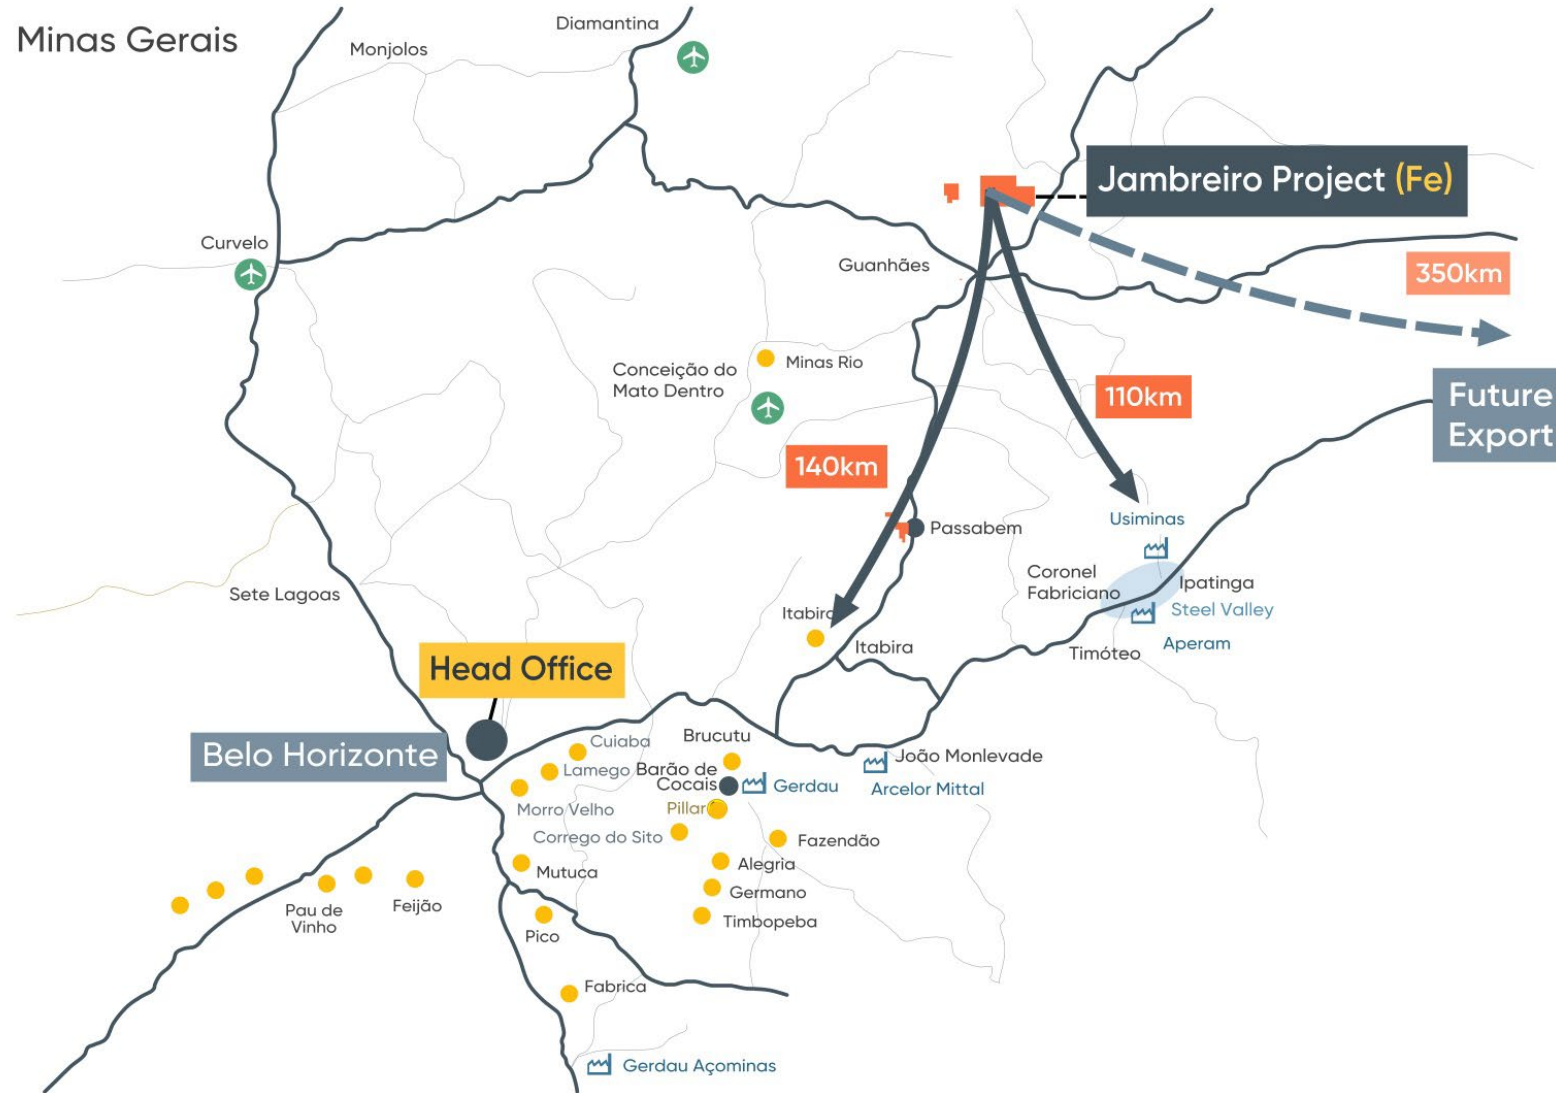 Minas Gerais
Diamantina
Monjolos
Jambreiro Project (Fe)
Curvelo
Guanhães
350km
Minas Rio
Conceição do
Mato Dentro
110km
Future
Export
140km
Usiminas
Passabem
Coronel
Fabriciano
Ipatinga
Sete Lagoas
Steel Valley
Itabira
Itabira
Aperam
Timóteo
Head Office
Belo Horizonte
Cuiaba
Brucutu
João Monlevade
Lamego
Barão de
Cocais
Gerdau
Arcelor Mittal
Morro Velho
Pillar
Corrego do Sito
Fazendão
Mutuca
Alegria
Germano
Feijão
Pau de
Vinho
Timbopeba
Pico
Fabrica
Gerdau Açominas